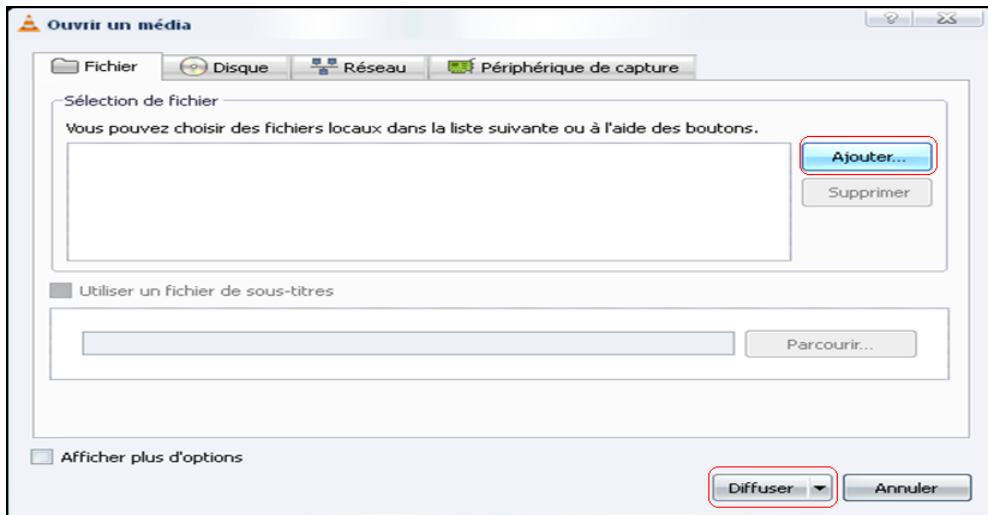 Ouvrir un média
Fichier Disque Réseau Périphérique de capture
Sélection de fichier
Vous pouvez choisir des fichiers locaux dans la liste suivante ou à l'aide des boutons.
Ajouter...
Supprimer
Utiliser un fichier de sous-titres
Parcourir...
Afficher plus d'options
Diffuser Annuler